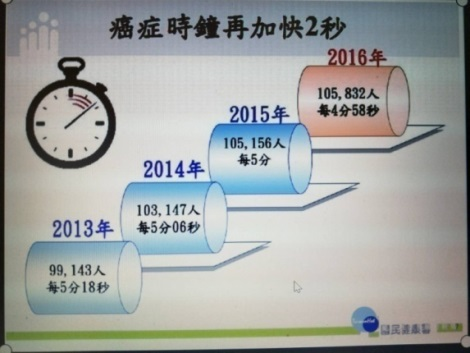 癌症時鐘再加快2秒
2016年
105,832人
每4分58秒
2015年
105,156人
每5分
2014年
103,147人
每5分06秒
2013年
99,143人
每5分18秒
國民健康署